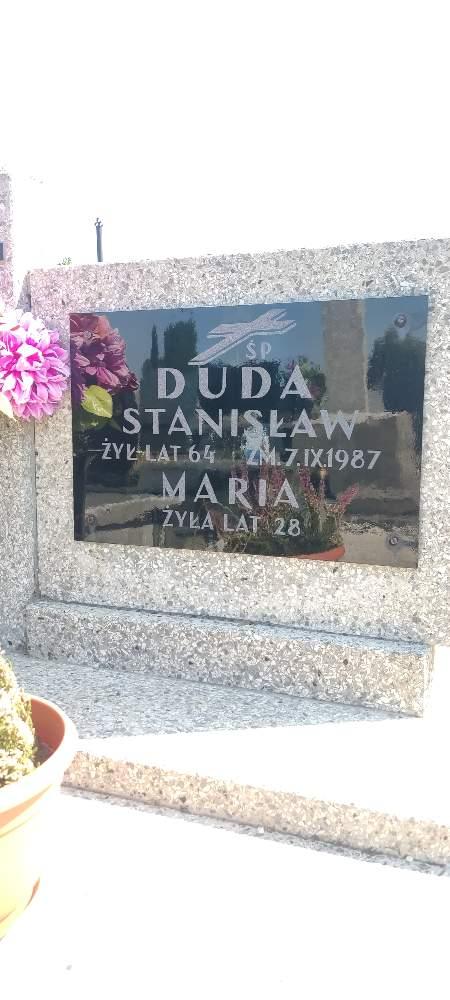 ŚP
DUDA
STANISŁAW
ŻYŁ LAT 64 ZM. 7.IX.1987
MARIA
ŻYŁA LAT 28